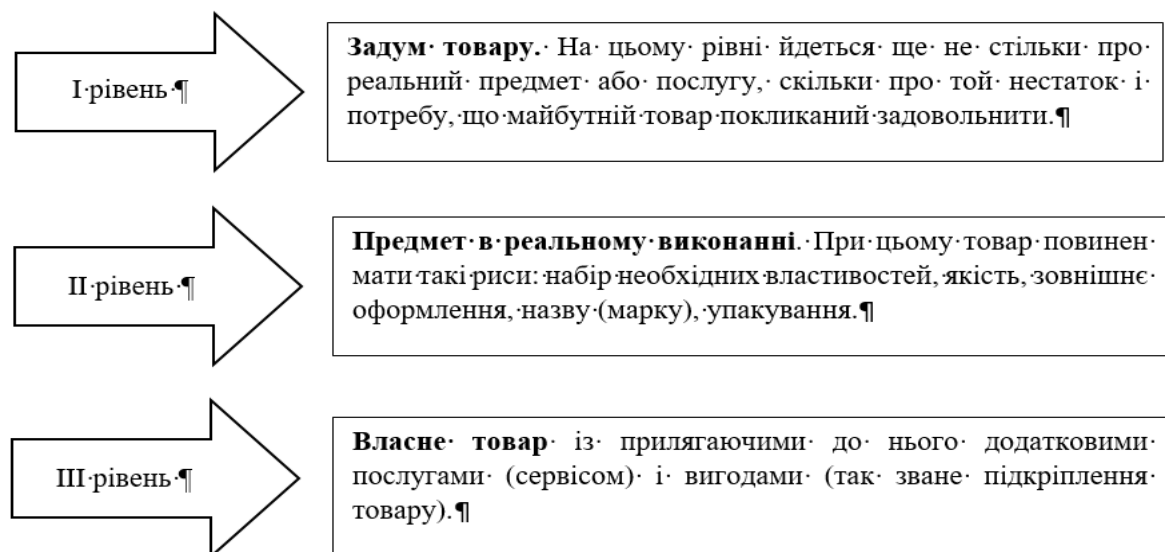 І рівень ¶
Задум товару. На цьому рівні йдеться ще не стільки про
реальний предмет або послугу, скільки про той нестаток і
потребу, що майбутній товар покликаний задовольнити.¶
ІІ рівень ¶
Предмет в реальному виконанні. При цьому товар повинен
мати такі риси: набір необхідних властивостей, якість, зовнішнє
оформлення, назву (марку), упакування.¶
ІІІ рівень ¶
Власне товар із прилягаючими до нього додатковими
послугами (сервісом) і вигодами (так зване підкріплення
товару).¶